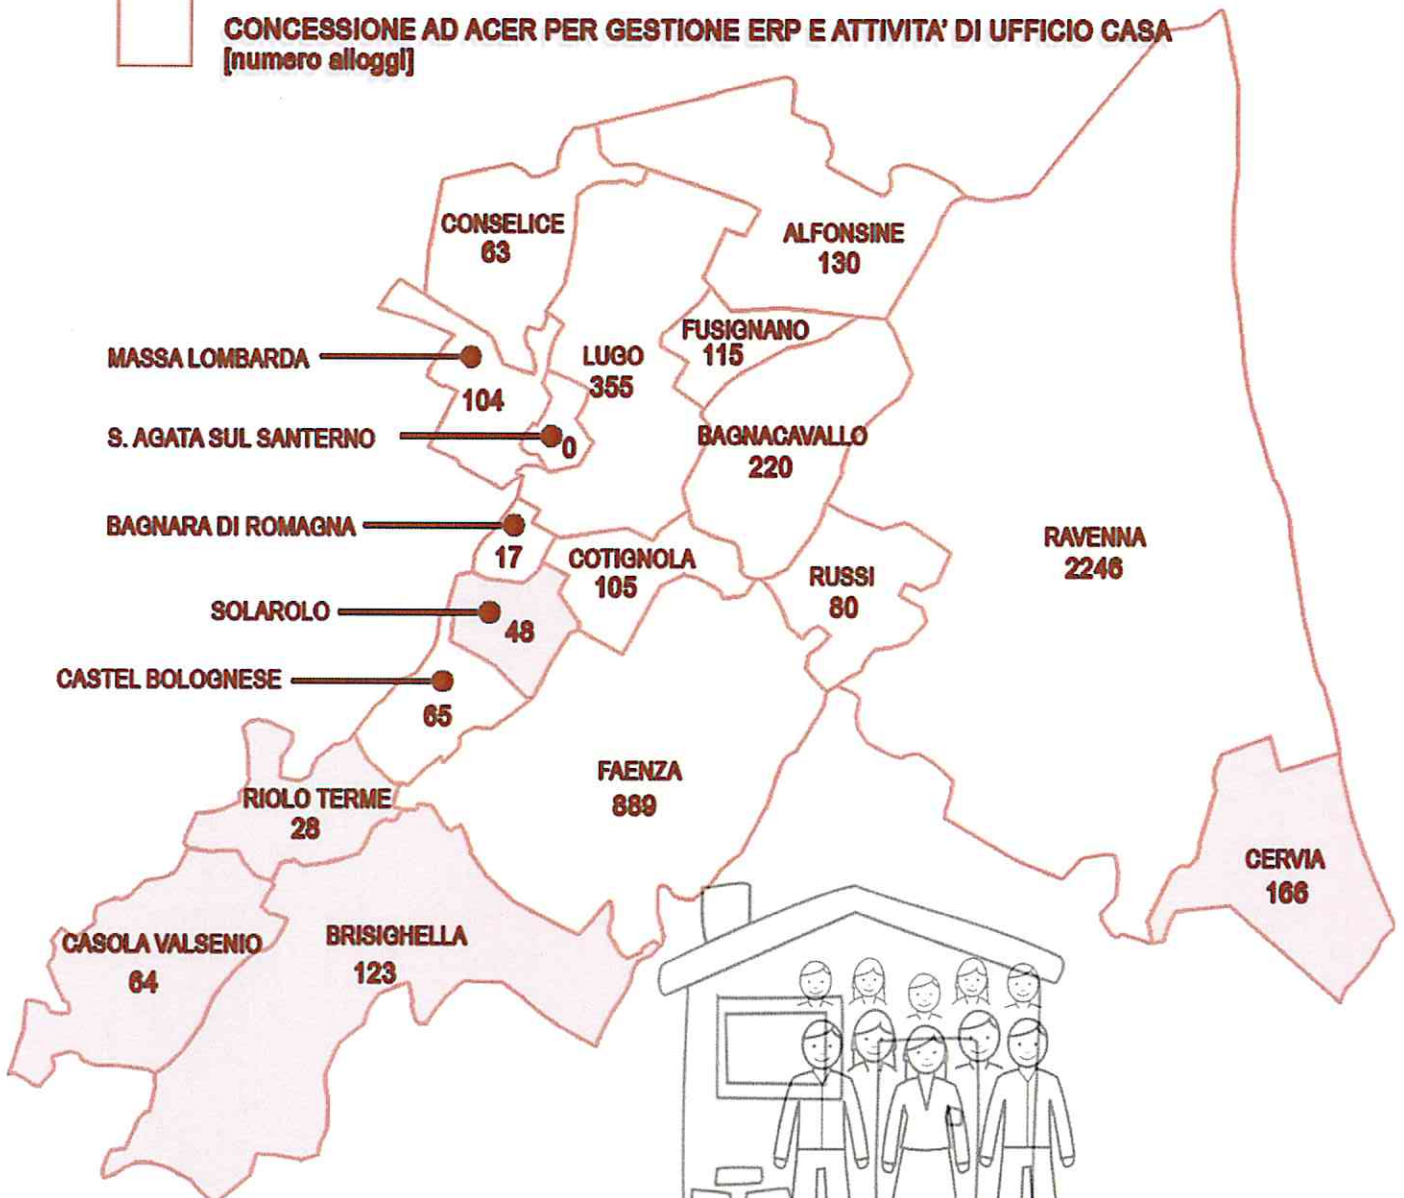 CONCESSIONE AD ACER PER GESTIONE ERP E ATTIVITA' DI UFFICIO CASA
[numero alloggi]
CONSELICE
63
ALFONSINE
130
FUSIGNANO
115
MASSA LOMBARDA
104
LUGO
355
S. AGATA SUL SANTERNO
0
BAGNACAVALLO
220
BAGNARA DI ROMAGNA
17
COTIGNOLA
105
RUSSI
80
RAVENNA
2246
SOLAROLO
48
CASTEL BOLOGNESE
65
FAENZA
889
RIOLO TERME
28
CERVIA
166
CASOLA VALSENIO
64
BRISIGHELLA
123